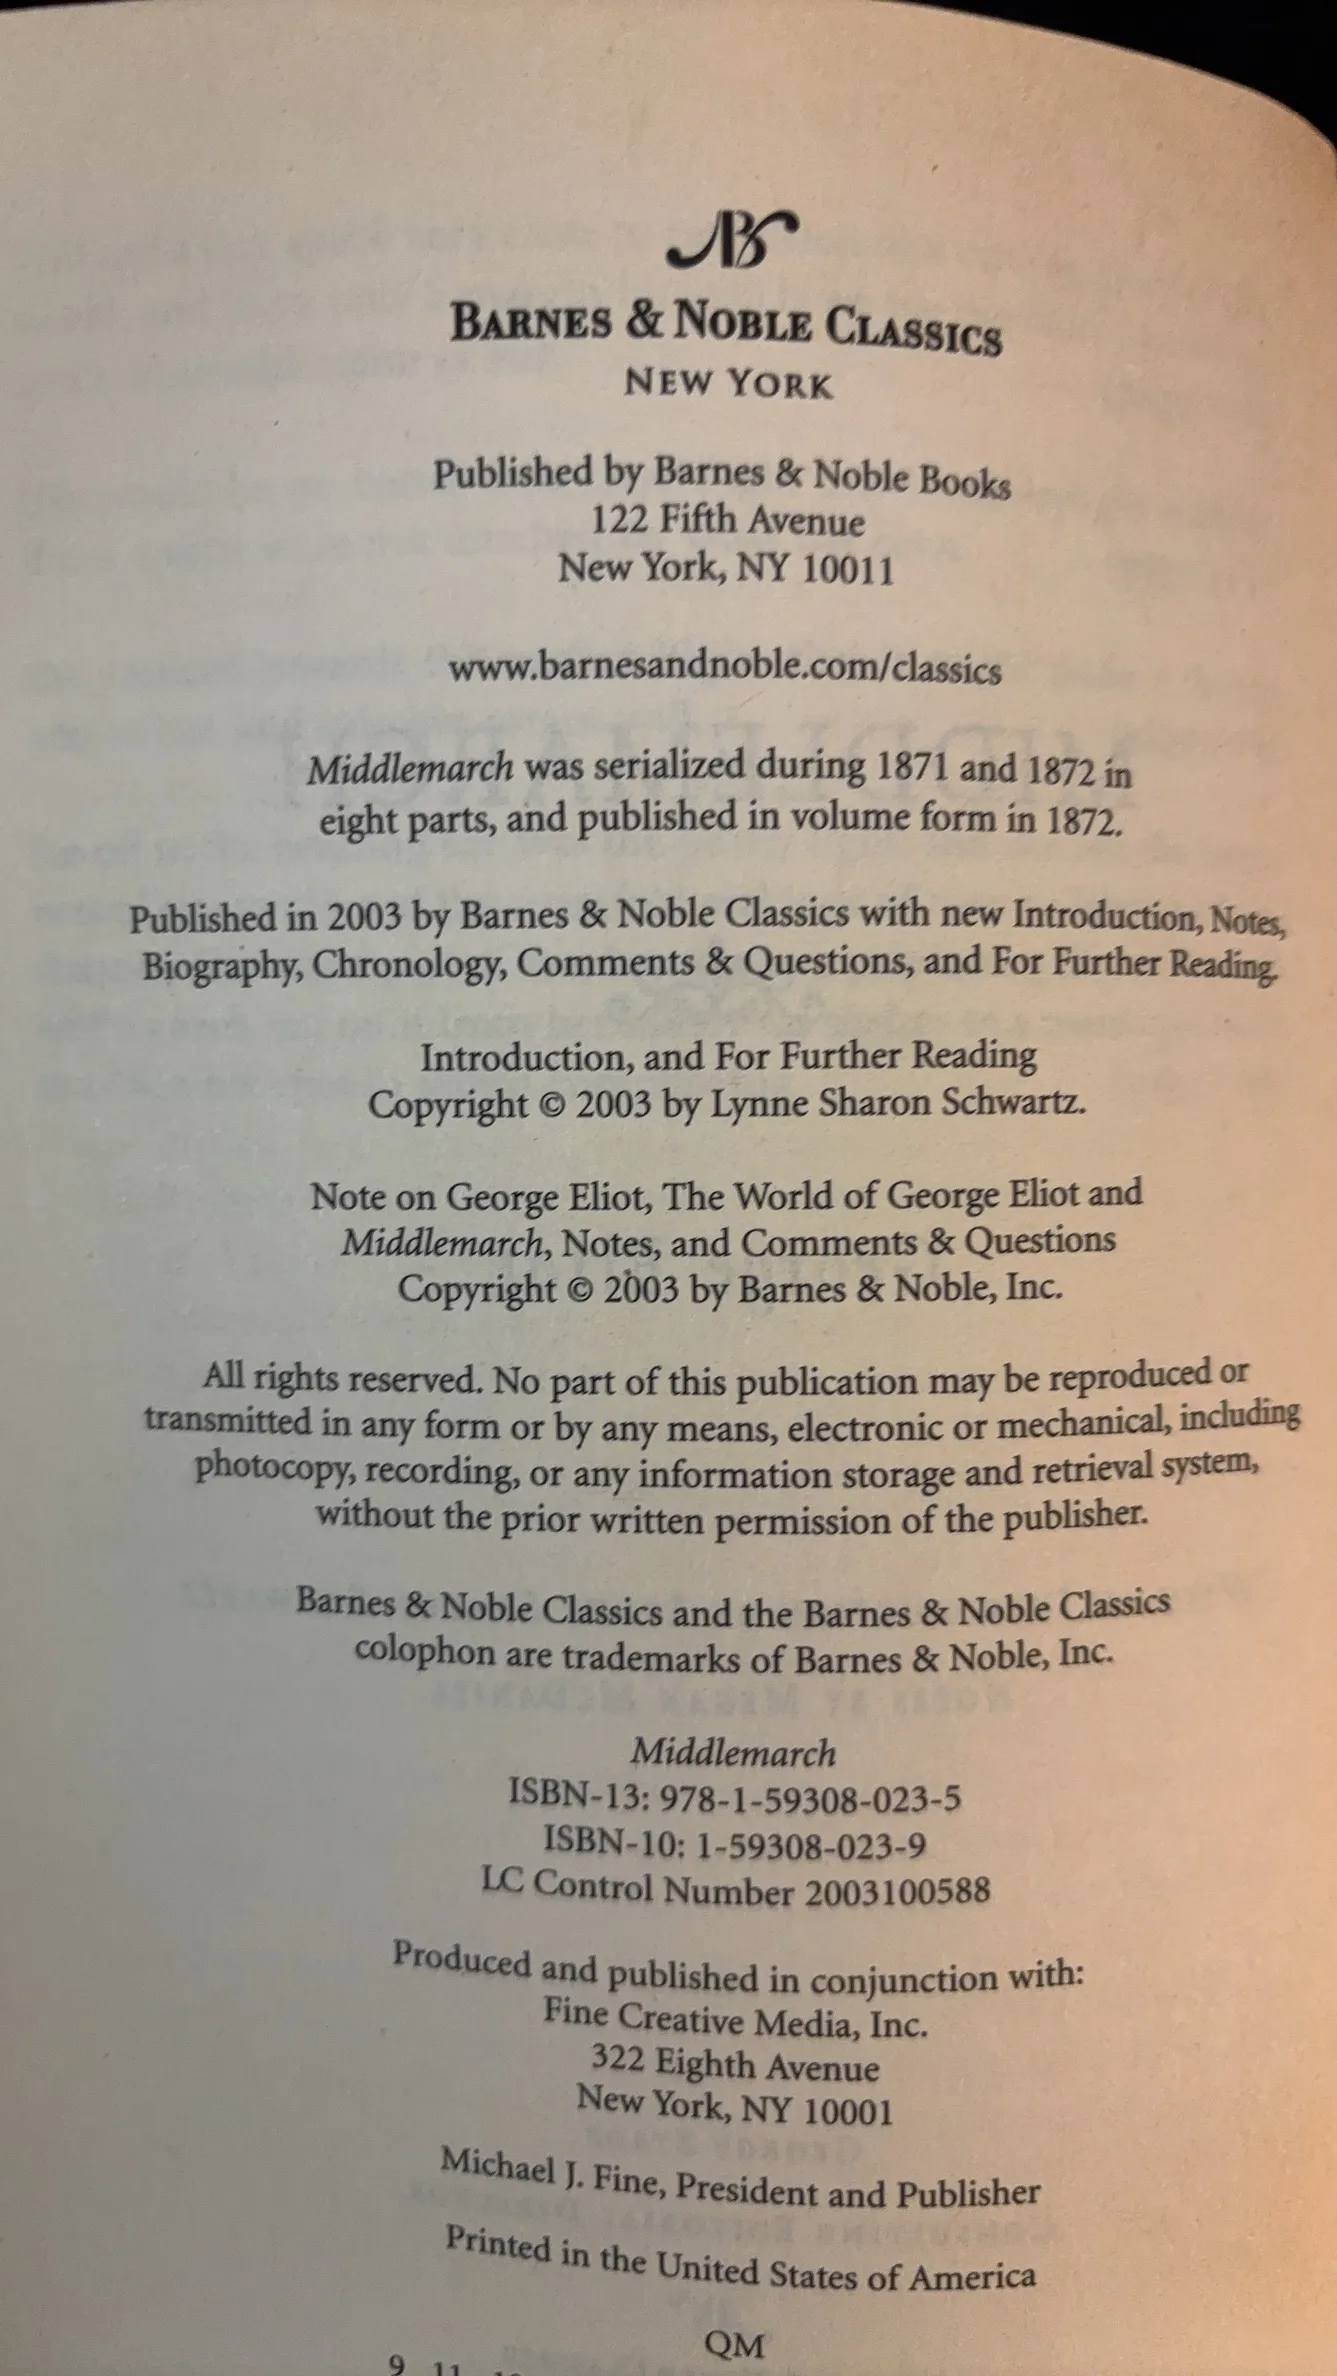 BARNES & NOBLE CLASSICS
NEW YORK
Published by Barnes & Noble Books
122 Fifth Avenue
New York, NY 10011
www.barnesandnoble.com/classics
Middlemarch was serialized during 1871 and 1872 in
eight parts, and published in volume form in 1872.
Published in 2003 by Barnes & Noble Classics with new Introduction, Notes,
Biography, Chronology, Comments & Questions, and For Further Reading.
Introduction, and For Further Reading
Copyright © 2003 by Lynne Sharon Schwartz.
Note on George Eliot, The World of George Eliot and
Middlemarch, Notes, and Comments & Questions
Copyright © 2003 by Barnes & Noble, Inc.
All rights reserved. No part of this publication may be reproduced or
transmitted in any form or by any means, electronic or mechanical, including
photocopy, recording, or any information storage and retrieval system,
without the prior written permission of the publisher.
Barnes & Noble Classics and the Barnes & Noble Classics
colophon are trademarks of Barnes & Noble, Inc.
Middlemarch
ISBN-13: 978-1-59308-023-5
ISBN-10: 1-59308-023-9
LC Control Number 2003100588
Produced and published in conjunction with:
Fine Creative Media, Inc.
322 Eighth Avenue
New York, NY 10001
Michael J. Fine, President and Publisher
Printed in the United States of America
QM
9 11